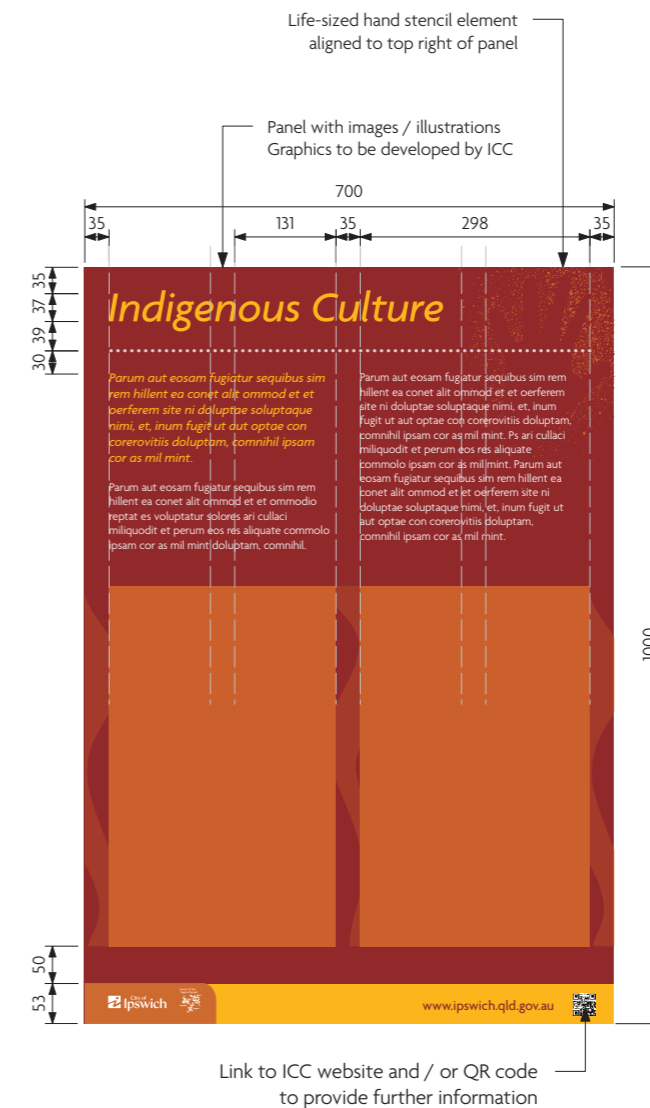 Life-sized hand stencil element
aligned to top right of panel
Panel with images / illustrations
Graphics to be developed by ICC
700
35
131
35
298
35
35
37
39
30
Indigenous Culture
Parum aut eosam fugiatur sequibus sim
rem hillent ea conet alit ommod et et
oerferem site ni doluptae soluptaque
nimi, et, inum fugit ut aut optae con
corerovitiis doluptam, comnihil ipsam
cor as mil mint.
Parum aut eosam fugiatur sequibus sim rem
hillent ea conet alit ommod et et ommodio
reptat es voluptatur solores ari cullaci
miliquodit et perum eos res aliquate commolo
ipsam cor as mil mint doluptam, comnihil.
Parum aut eosam fugiatur sequibus sim rem
hillent ea conet alit ommod et et oerferem
site ni doluptae soluptaque nimi, et, inum
fugit ut aut optae con corerovitiis doluptam,
comnihil ipsam cor as mil mint. Ps ari cullaci
miliquodit et perum eos res aliquate
commolo ipsam cor as mil mint. Parum aut
eosam fugiatur sequibus sim rem hillent ea
conet alit ommod et et oerferem site ni
doluptae soluptaque nimi, et, inum fugit ut
aut optae con corerovitiis doluptam,
comnihil ipsam cor as mil mint.
1000
50
53
City of
Ipswich
www.ipswich.qld.gov.au
Link to ICC website and / or QR code
to provide further information